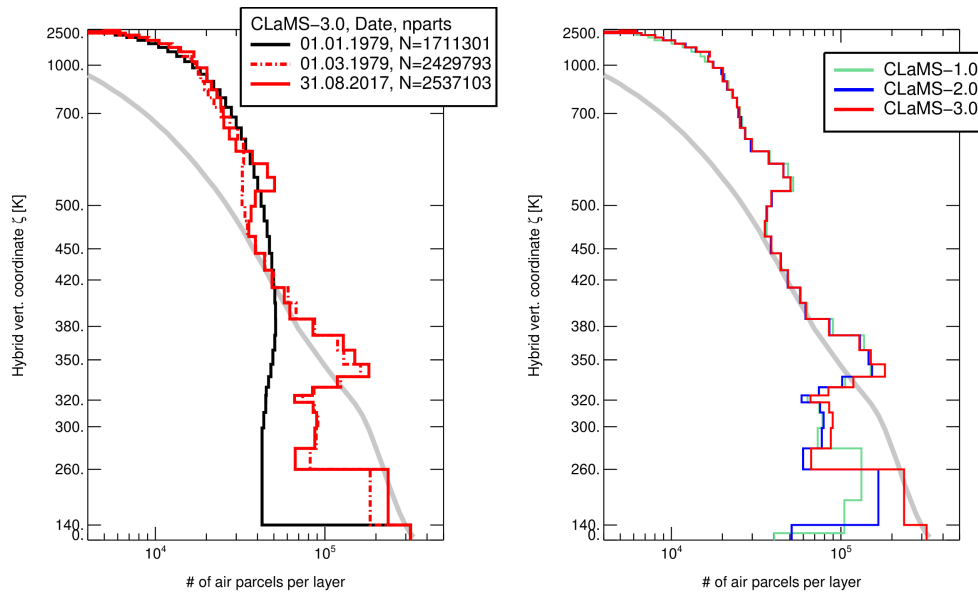 CLaMS−3.0, Date, nparts
01.01.1979, N=1711301
01.03.1979, N=2429793
31.08.2017, N=2537103
2500.
1000.
700.
500.
450.
420.
380.
350.
320.
300.
260.
140.
0.
Hybrid vert. coordinate ζ [K]
10^4
10^5
# of air parcels per layer
CLaMS−1.0
CLaMS−2.0
CLaMS−3.0
2500.
1000.
700.
500.
450.
420.
380.
350.
320.
300.
260.
140.
0.
Hybrid vert. coordinate ζ [K]
10^4
10^5
# of air parcels per layer